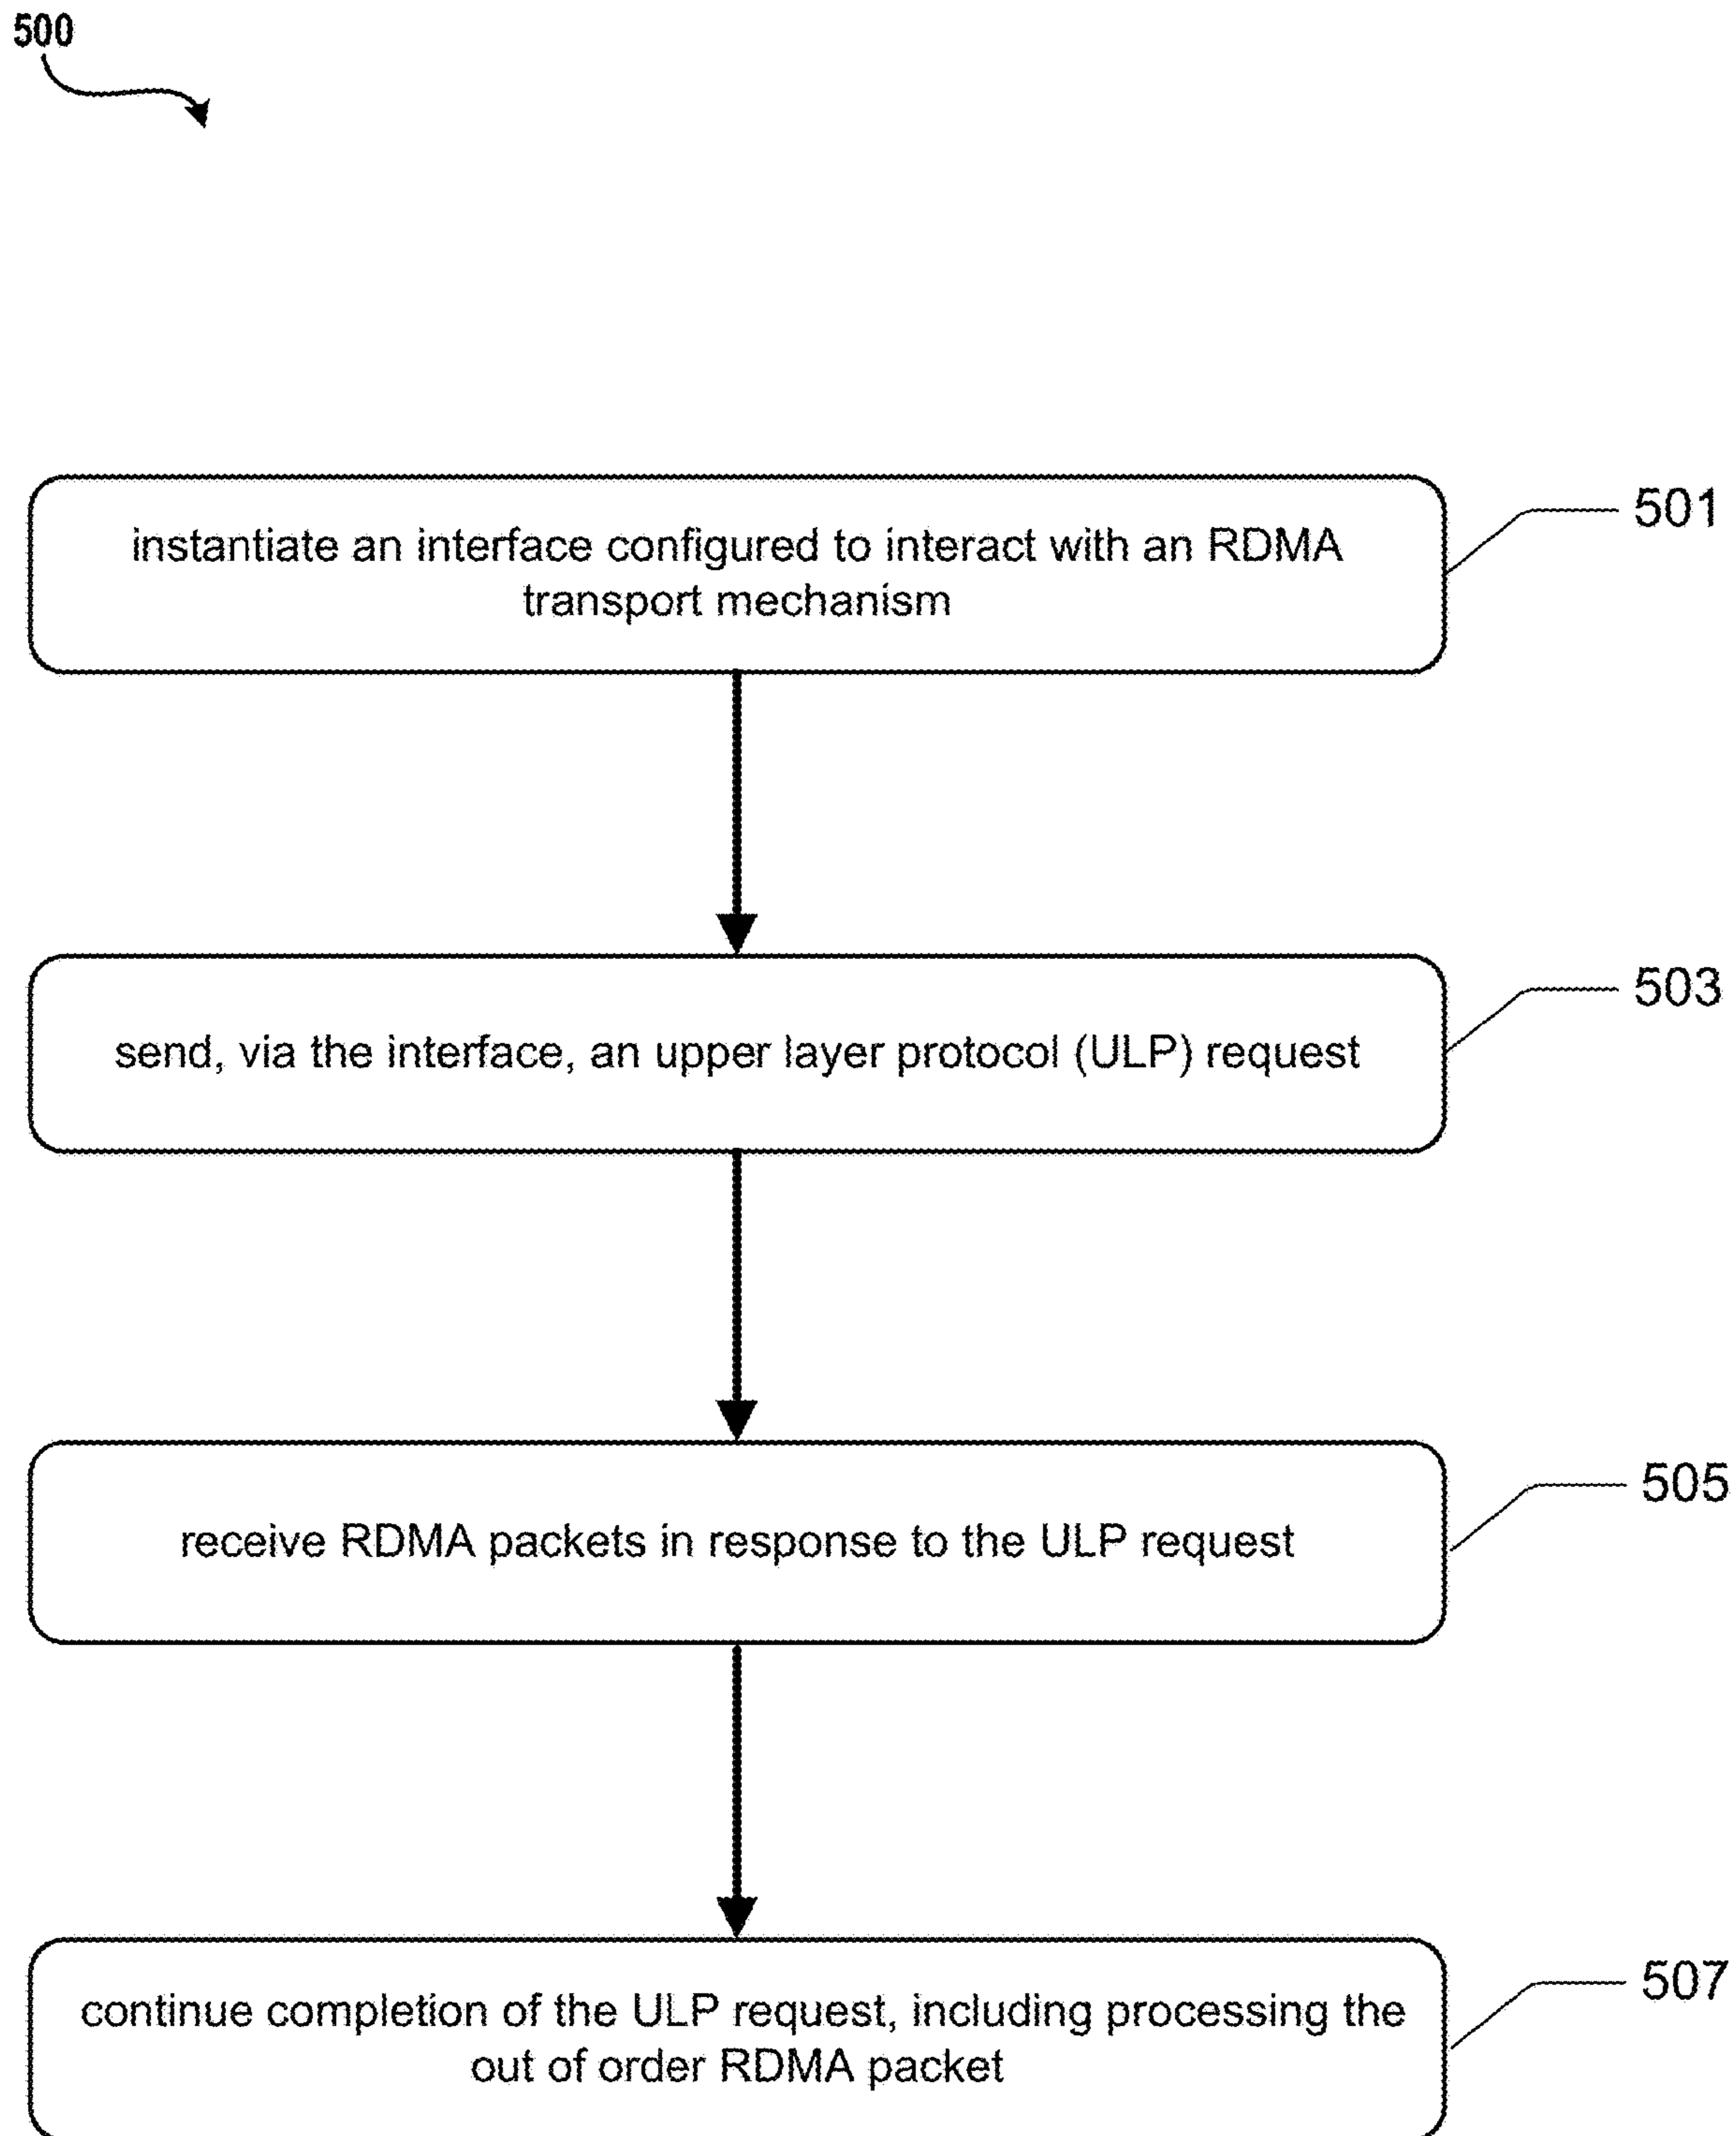 500
instantiate an interface configured to interact with an RDMA
transport mechanism
501
send, via the interface, an upper layer protocol (ULP) request
503
receive RDMA packets in response to the ULP request
505
continue completion of the ULP request, including processing the
out of order RDMA packet
507